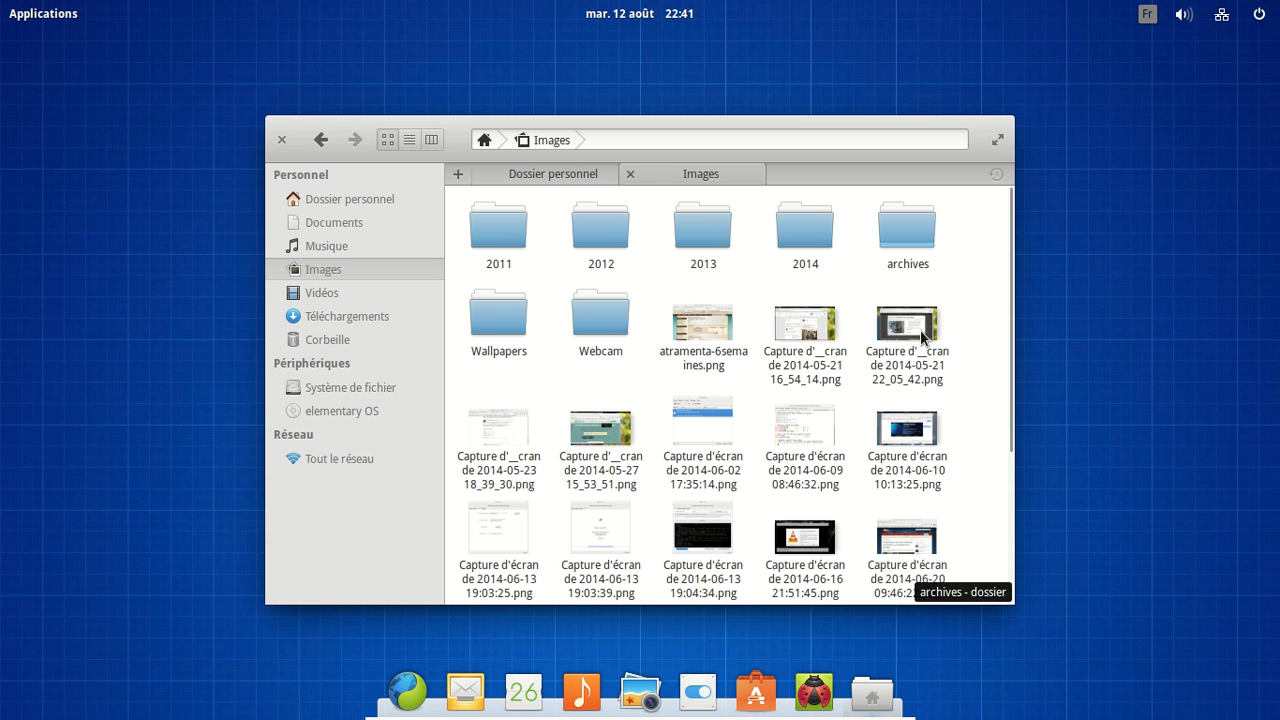 Applications
mar. 12 août 22:41
Fr
Images
Personnel
Dossier personnel
Documents
Musique
Images
Vidéos
Téléchargements
Corbeille
Périphériques
Système de fichier
elementary OS
Réseau
Tout le réseau
Dossier personnel
Images
2011
2012
2013
2014
archives
Wallpapers
Webcam
atramenta-6sema
ines.png
Capture d'__cran
de 2014-05-21
16_54_14.png
Capture d'__cran
de 2014-05-21
22_05_42.png
Capture d'__cran
de 2014-05-23
18_39_30.png
Capture d'__cran
de 2014-05-27
15_53_51.png
Capture d'écran
de 2014-06-02
17:35:14.png
Capture d'écran
de 2014-06-09
08:46:32.png
Capture d'écran
de 2014-06-10
10:13:25.png
Capture d'écran
de 2014-06-13
19:03:25.png
Capture d'écran
de 2014-06-13
19:03:39.png
Capture d'écran
de 2014-06-13
19:04:34.png
Capture d'écran
de 2014-06-16
21:51:45.png
Capture d'écran
de 2014-06-20
archives - dossier
26